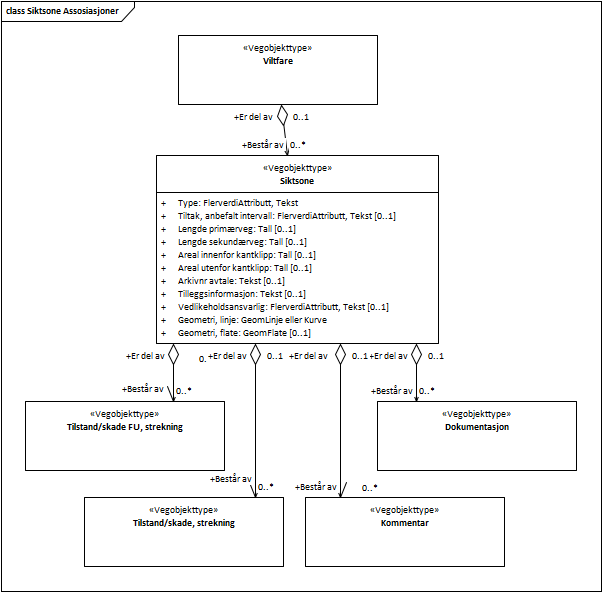 class Siktsone Assosiasjoner
«Vegobjekttype»
Viltfare
+Er del av 0..1
+Består av 0..*
«Vegobjekttype»
Siktsone
+ Type: FlerverdiAttributt, Tekst
+ Tiltak, anbefalt intervall: FlerverdiAttributt, Tekst [0..1]
+ Lengde primærveg: Tall [0..1]
+ Lengde sekundærveg: Tall [0..1]
+ Areal innenfor kantklipp: Tall [0..1]
+ Areal utenfor kantklipp: Tall [0..1]
+ Arkivnr avtale: Tekst [0..1]
+ Tilleggsinformasjon: Tekst [0..1]
+ Vedlikeholdsansvarlig: FlerverdiAttributt, Tekst [0..1]
+ Geometri, linje: GeomLinje eller Kurve
+ Geometri, flate: GeomFlate [0..1]
+Er del av 0. +Er del av 0..1 +Er del av 0..1 +Er del av 0..1
+Består av 0..* +Består av 0..*
«Vegobjekttype»
Tilstand/skade FU, strekning
«Vegobjekttype»
Dokumentasjon
+Består av 0..* +Består av 0..*
«Vegobjekttype»
Tilstand/skade, strekning
«Vegobjekttype»
Kommentar